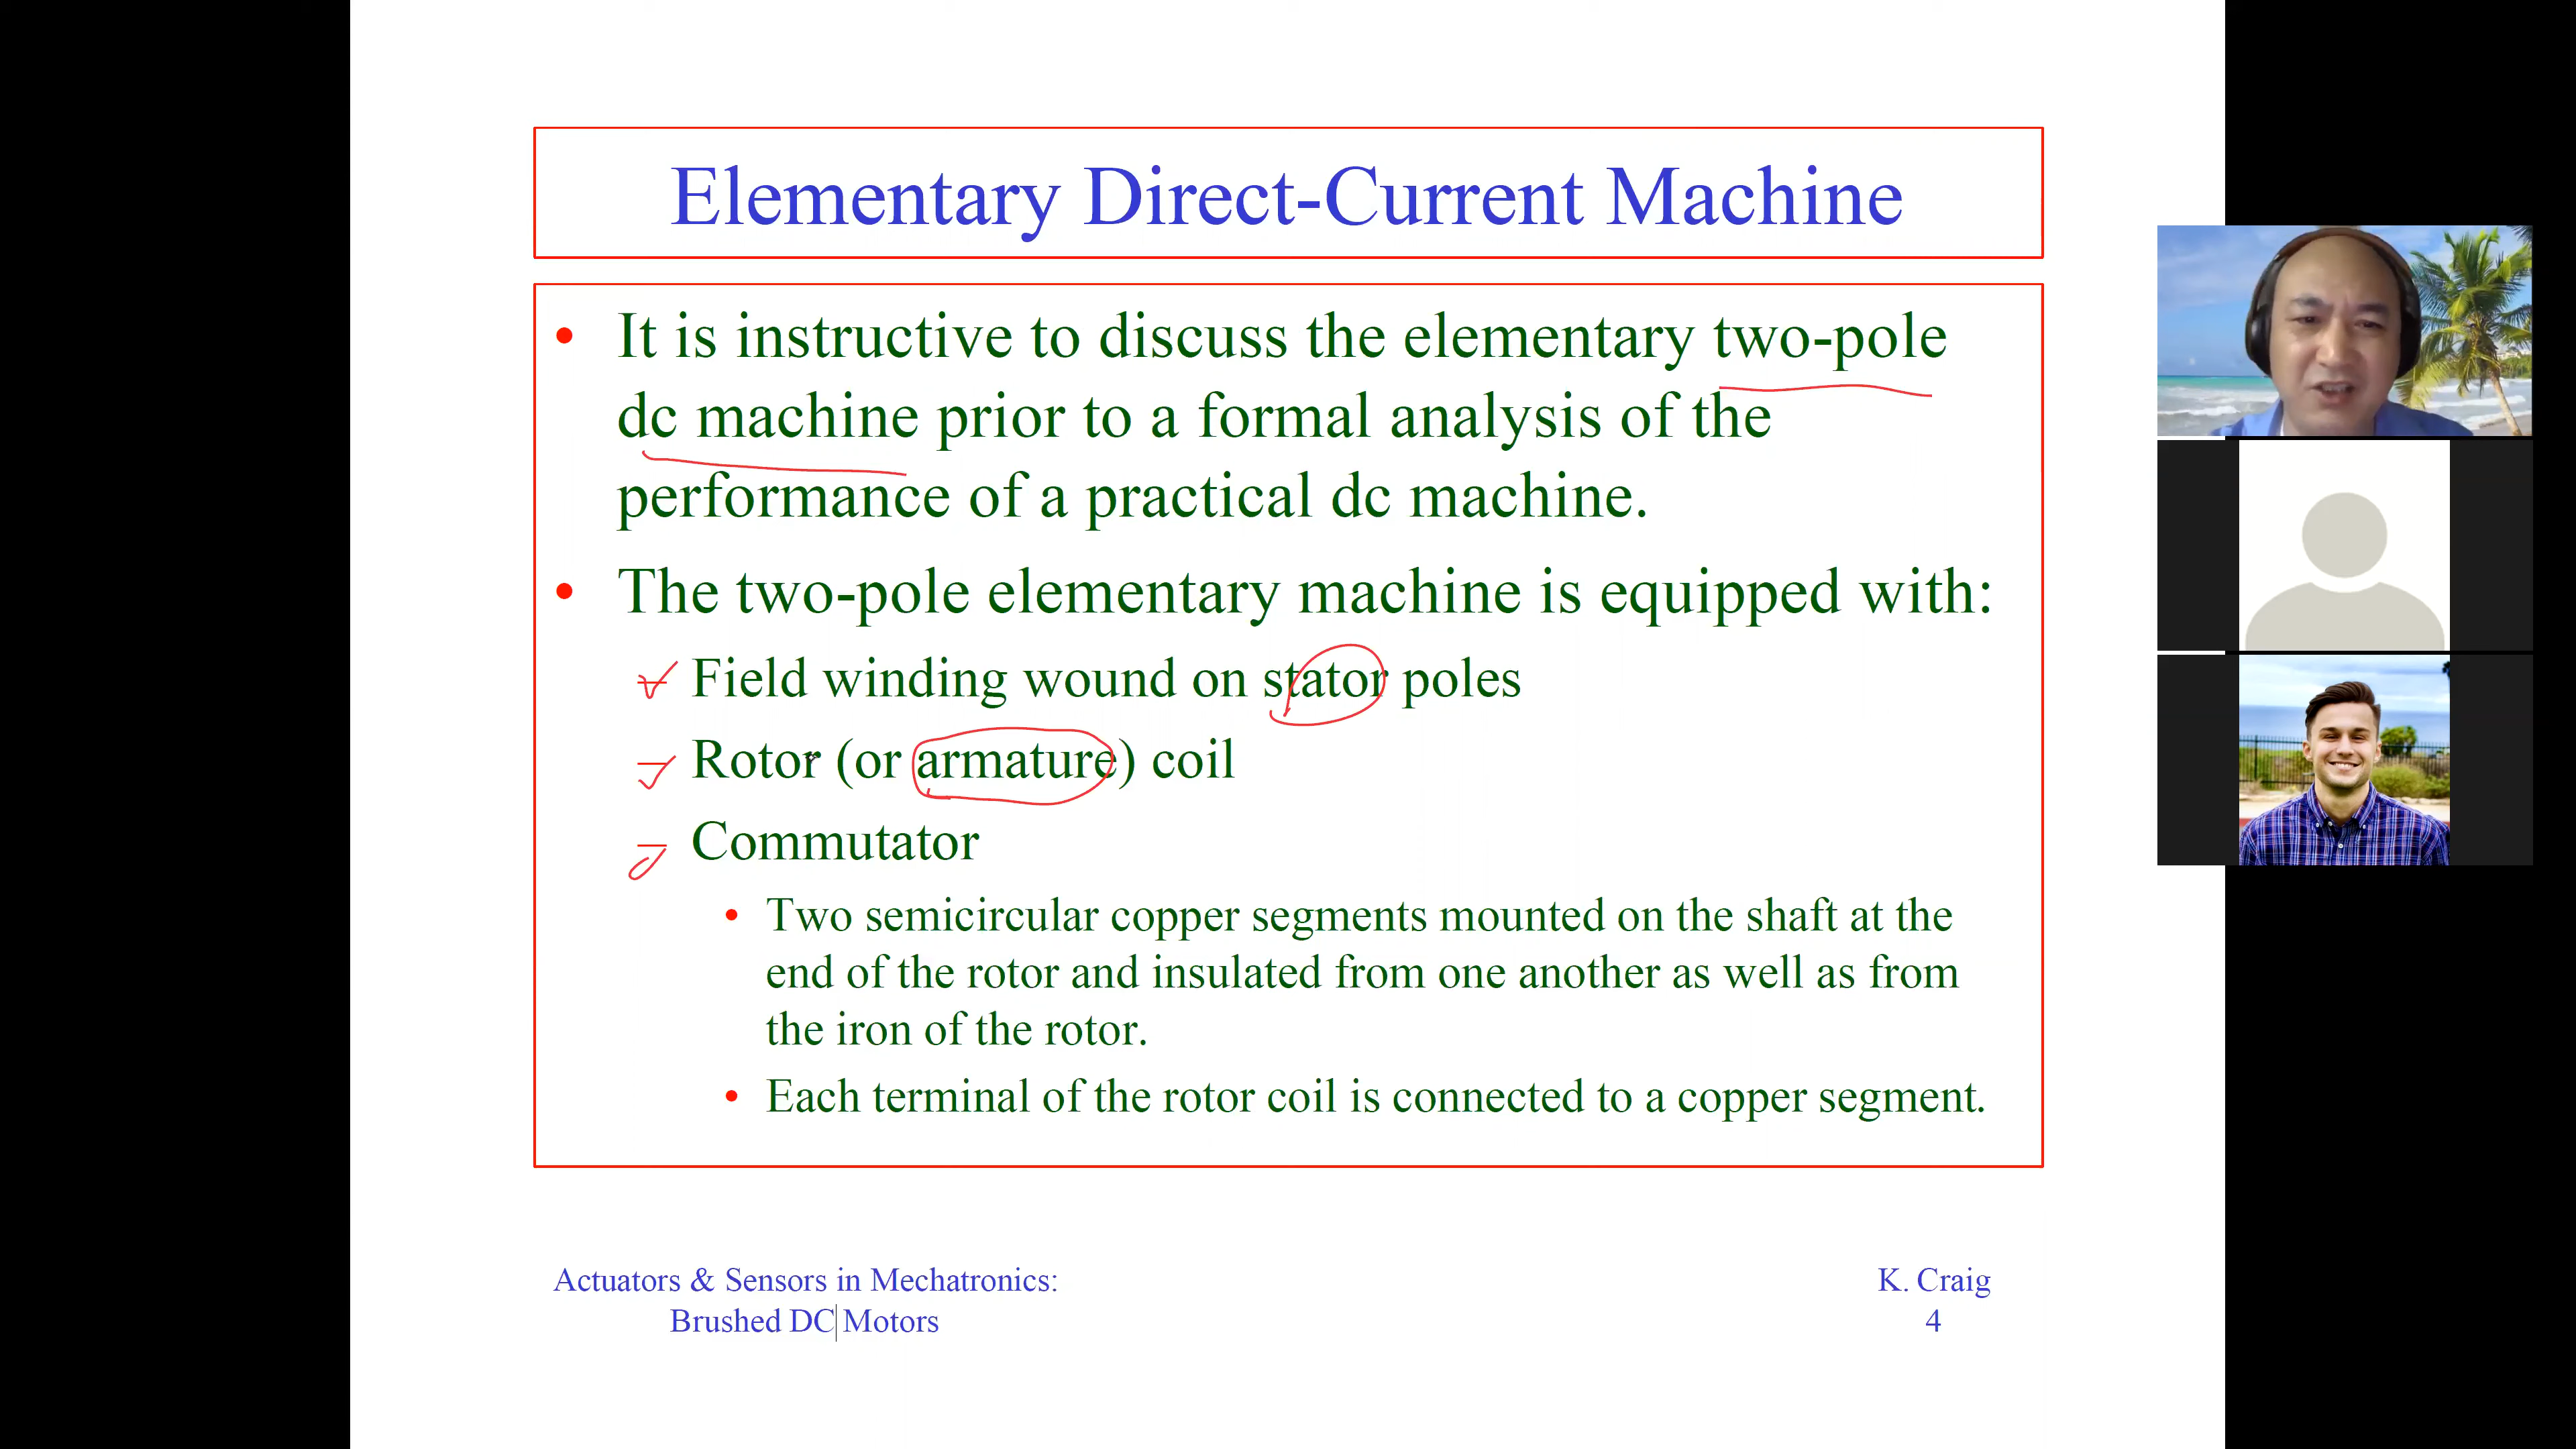 Elementary Direct-Current Machine
• It is instructive to discuss the elementary two-pole
dc machine prior to a formal analysis of the
performance of a practical dc machine.
• The two-pole elementary machine is equipped with:
– Field winding wound on stator poles
– Rotor (or armature) coil
– Commutator
• Two semicircular copper segments mounted on the shaft at the
end of the rotor and insulated from one another as well as from
the iron of the rotor.
• Each terminal of the rotor coil is connected to a copper segment.
Actuators & Sensors in Mechatronics:
Brushed DC Motors
K. Craig
4